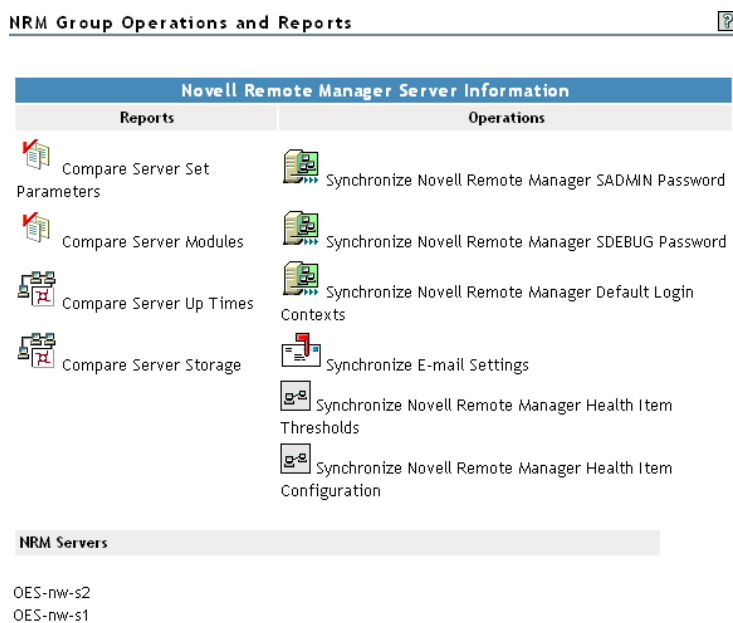 NRM Group Operations and Reports
?
Novell Remote Manager Server Information
Reports
Operations
Compare Server Set
Parameters
Compare Server Modules
Compare Server Up Times
Compare Server Storage
Synchronize Novell Remote Manager SADMIN Password
Synchronize Novell Remote Manager SDEBUG Password
Synchronize Novell Remote Manager Default Login
Contexts
Synchronize E-mail Settings
Synchronize Novell Remote Manager Health Item
Thresholds
Synchronize Novell Remote Manager Health Item
Configuration
NRM Servers
OES-nw-s2
OES-nw-s1